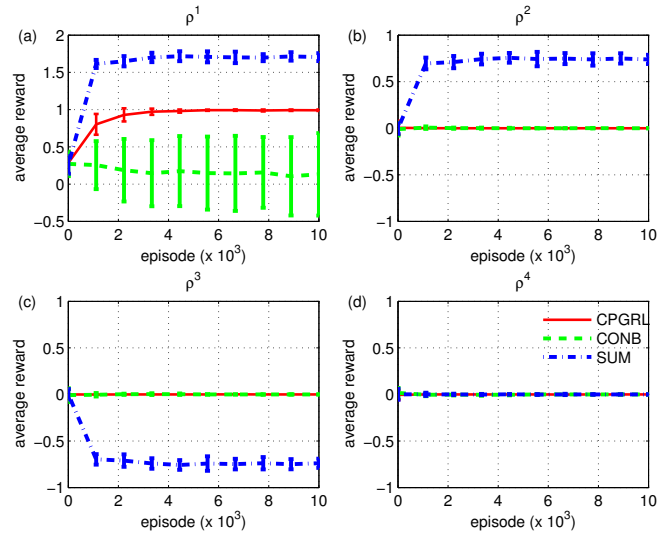 ρ¹
(a)
average reward
2
1.5
1
0.5
0
−0.5
0 2 4 6 8 10
episode (x 10³)
ρ²
(b)
average reward
1
0.5
0
−0.5
−1
0 2 4 6 8 10
episode (x 10³)
ρ³
(c)
average reward
1
0.5
0
−0.5
−1
0 2 4 6 8 10
episode (x 10³)
ρ⁴
(d)
average reward
1
0.5
0
−0.5
−1
CPGRL
CONB
SUM
0 2 4 6 8 10
episode (x 10³)